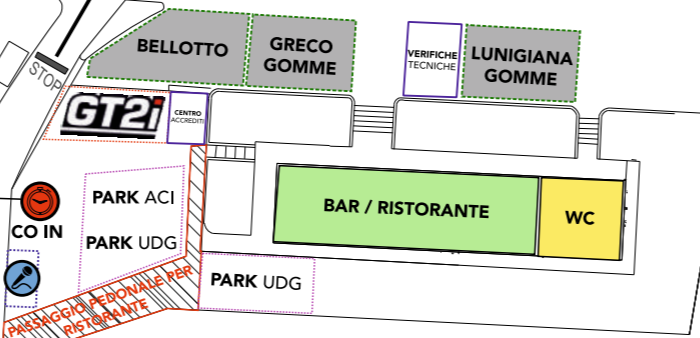 BELLOTTO
GRECO
GOMME
VERIFICHE
TECNICHE
LUNIGIANA
GOMME
STOP
GT2i
CENTRO
ACCREDITI
PARK ACI
PARK UDG
CO IN
BAR / RISTORANTE
WC
PARK UDG
PASSAGGIO PEDONALE PER
RISTORANTE